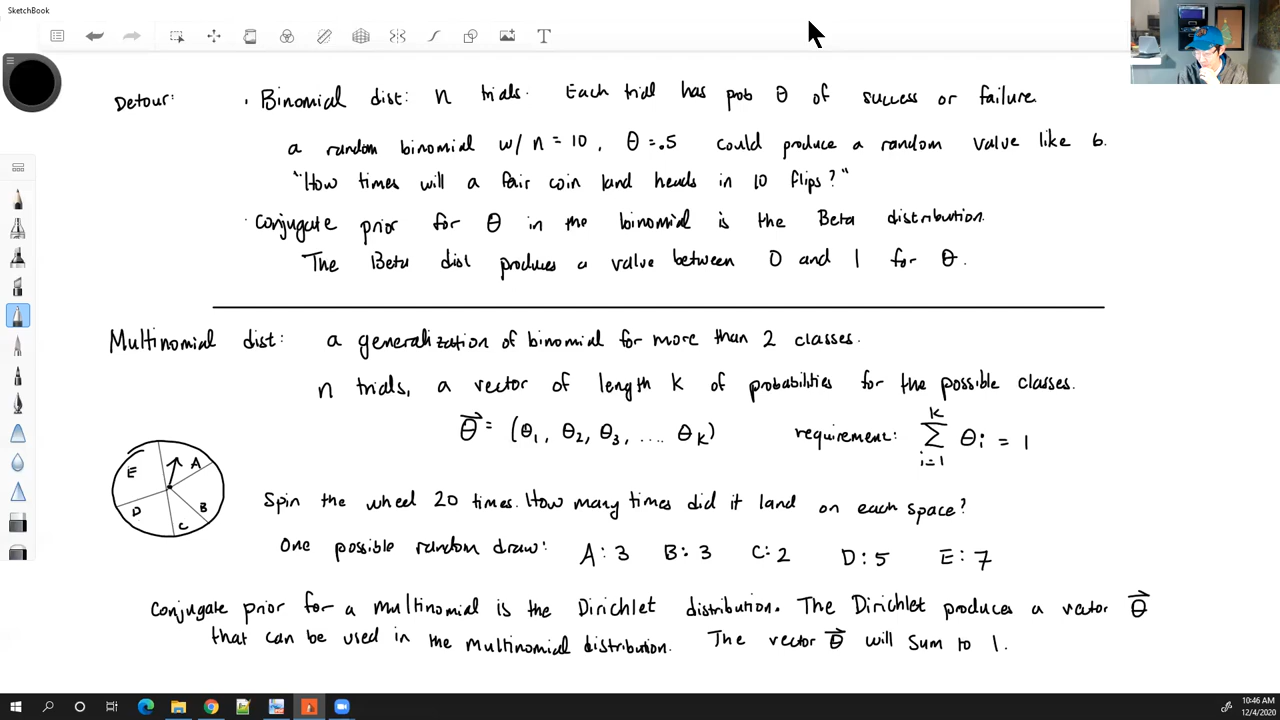 SketchBook
Detour: · Binomial dist: n trials. Each trial has pob θ of success or failure.
a random binomial w/ n = 10, θ = .5 could produce a random value like 6.
"How times will a fair coin land heads in 10 flips?"
· Conjugate prior for θ in the binomial is the Beta distribution.
The Beta dist produces a value between 0 and 1 for θ.
Multinomial dist: a generalization of binomial for more than 2 classes.
n trials, a vector of length k of probabilities for the possible classes.
θ⃗ = (θ₁, θ₂, θ₃, .... θₖ) requirement: ∑ᵢ₌₁ᵏ θᵢ = 1
E A
D B
C
Spin the wheel 20 times. How many times did it land on each space?
One possible random draw: A: 3 B: 3 C: 2 D: 5 E: 7
Conjugate prior for a multinomial is the Dirichlet distribution. The Dirichlet produces a vector θ⃗
that can be used in the multinomial distribution. The vector θ⃗ will sum to 1.
10:46 AM
12/4/2020